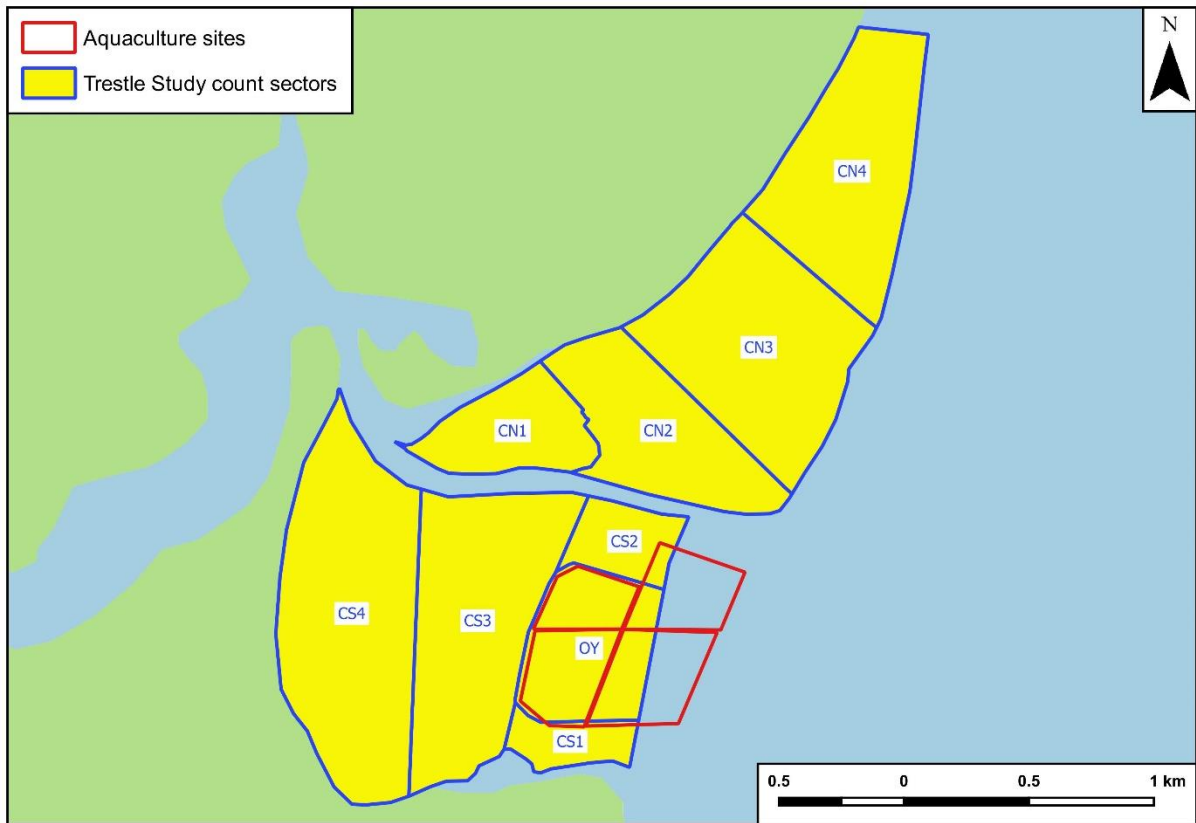 Aquaculture sites
Trestle Study count sectors
N
CN4
CN3
CN1
CN2
CS2
CS4
CS3
OY
CS1
0.5 0 0.5 1 km